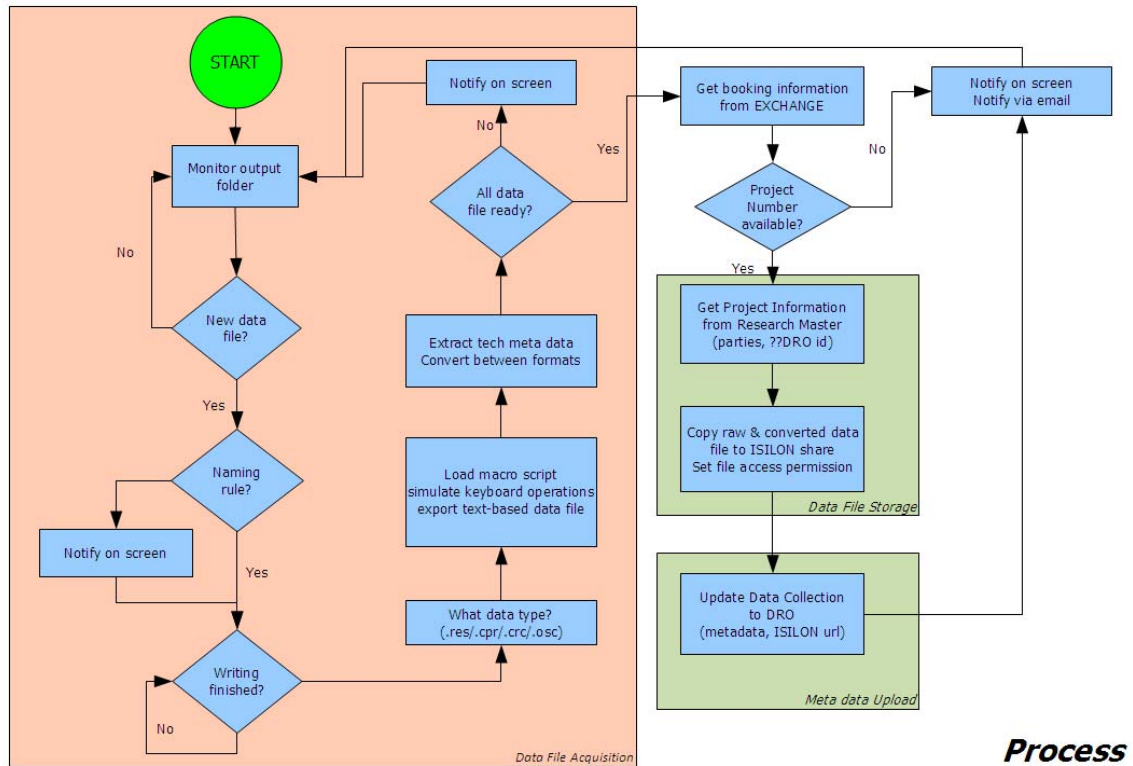 START
Monitor output
folder
No
New data
file?
Yes
Naming
rule?
Notify on screen
Yes
Writing
finished?
No
What data type?
(.res/.cpr/.crc/.osc)
Load macro script
simulate keyboard operations
export text-based data file
Extract tech meta data
Convert between formats
All data
file ready?
No
Notify on screen
Yes
Data File Acquisition
Get booking information
from EXCHANGE
Project
Number
available?
No
Notify on screen
Notify via email
Yes
Get Project Information
from Research Master
(parties, ??DRO id)
Copy raw & converted data
file to ISILON share
Set file access permission
Data File Storage
Update Data Collection
to DRO
(metadata, ISILON url)
Meta data Upload
Process